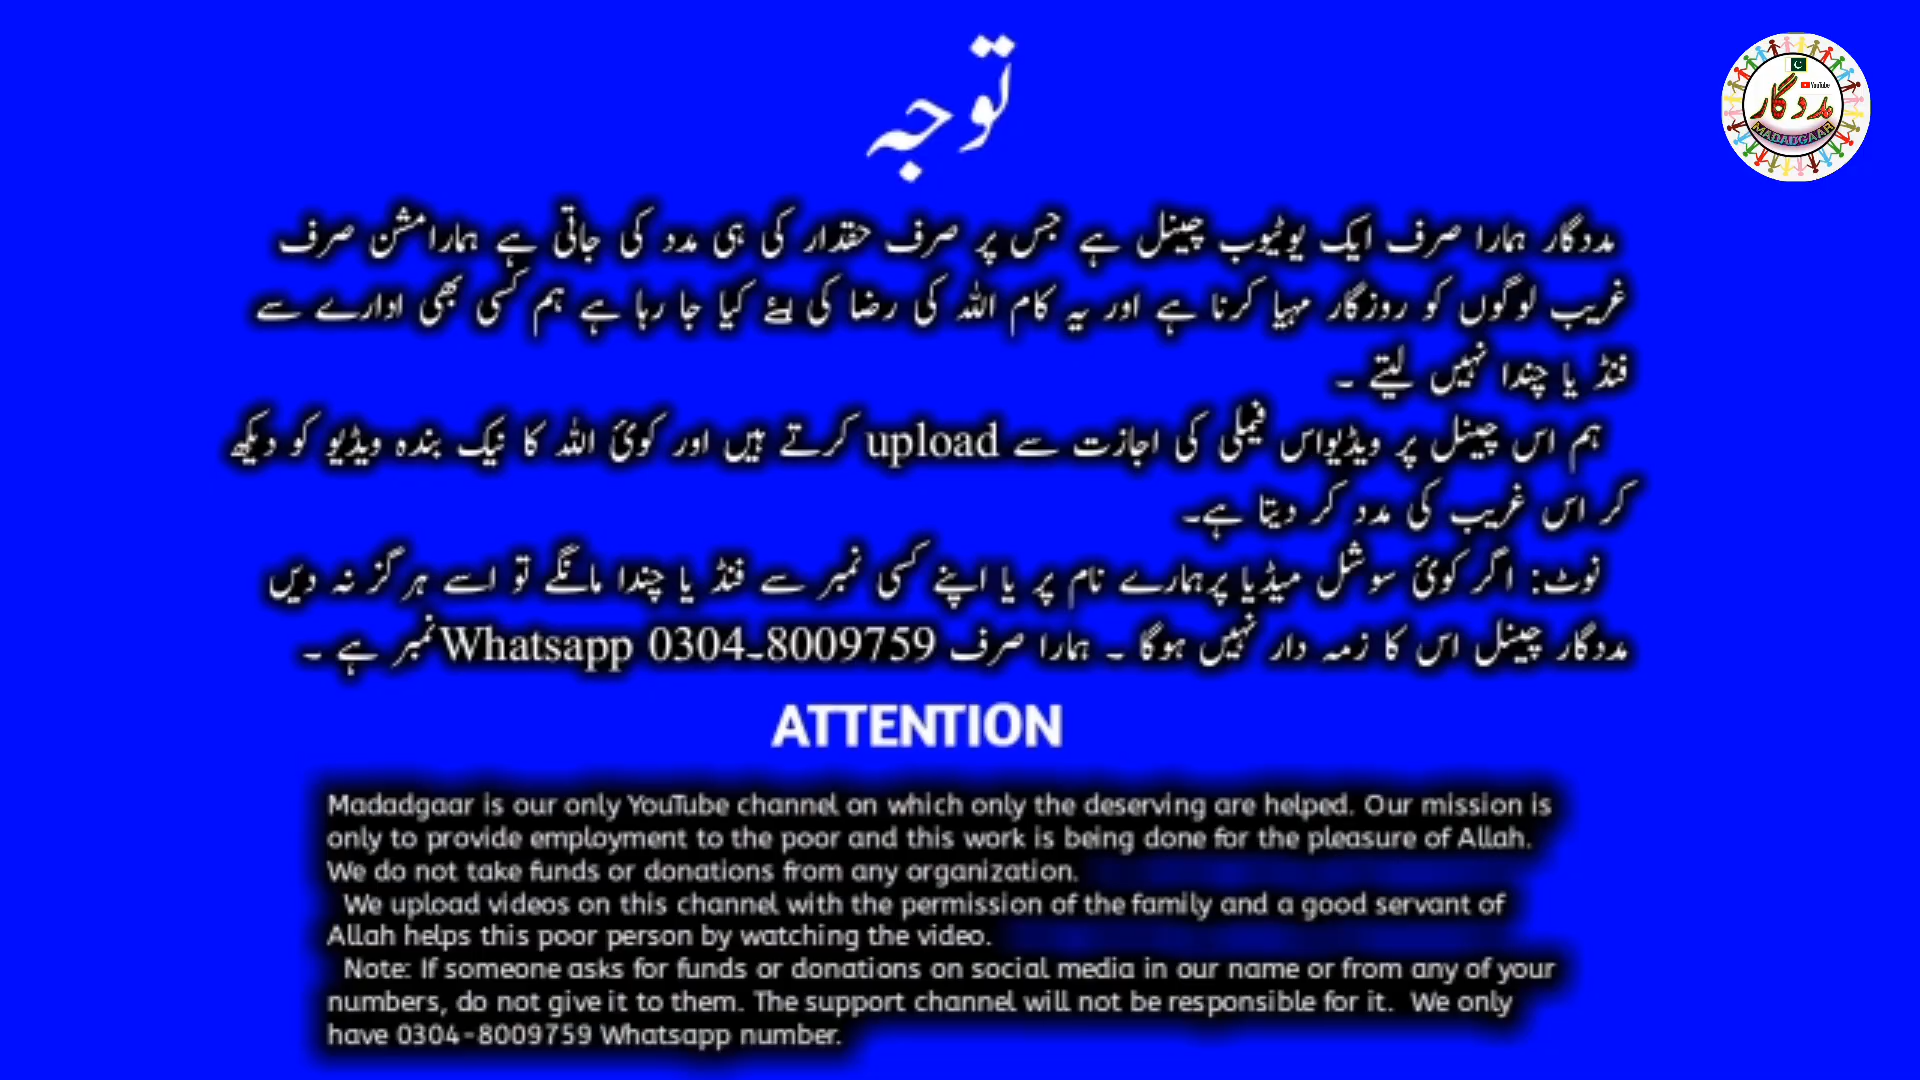 توجہ
YouTube
مددگار
MADADGAAR
مددگار ہمارا صرف ایک یوٹیوب چینل ہے جس پر صرف حقدار کی ہی مدد کی جاتی ہے ہمارامشن صرف
غریب لوگوں کو روزگار مہیا کرنا ہے اور یہ کام اللہ کی رضا کی لئے کیا جا رہا ہے ہم کسی بھی ادارے سے
فنڈ یا چندا نہیں لیتے ۔
ہم اس چینل پر ویڈیواس فیملی کی اجازت سے upload کرتے ہیں اور کوئ اللہ کا نیک بندہ ویڈیو کو دیکھ
کر اس غریب کی مدد کر دیتا ہے۔
نوٹ: اگر کوئ سوشل میڈیا پرہمارے نام پر یا اپنے کسی نمبر سے فنڈ یا چندا مانگے تو اسے ہرگز نہ دیں
مددگار چینل اس کا زمہ دار نہیں ہوگا ۔ ہمارا صرف 0304-8009759 Whatsappنمبر ہے ۔
ATTENTION
Madadgaar is our only YouTube channel on which only the deserving are helped. Our mission is
only to provide employment to the poor and this work is being done for the pleasure of Allah.
We do not take funds or donations from any organization.
We upload videos on this channel with the permission of the family and a good servant of
Allah helps this poor person by watching the video.
Note: If someone asks for funds or donations on social media in our name or from any of your
numbers, do not give it to them. The support channel will not be responsible for it. We only
have 0304-8009759 Whatsapp number.